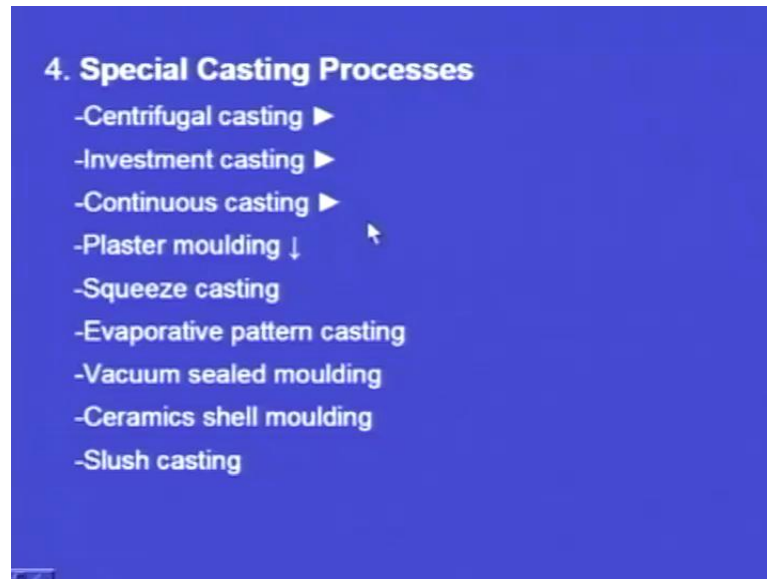 4. Special Casting Processes
-Centrifugal casting ►
-Investment casting ►
-Continuous casting ►
-Plaster moulding ↓
-Squeeze casting
-Evaporative pattern casting
-Vacuum sealed moulding
-Ceramics shell moulding
-Slush casting